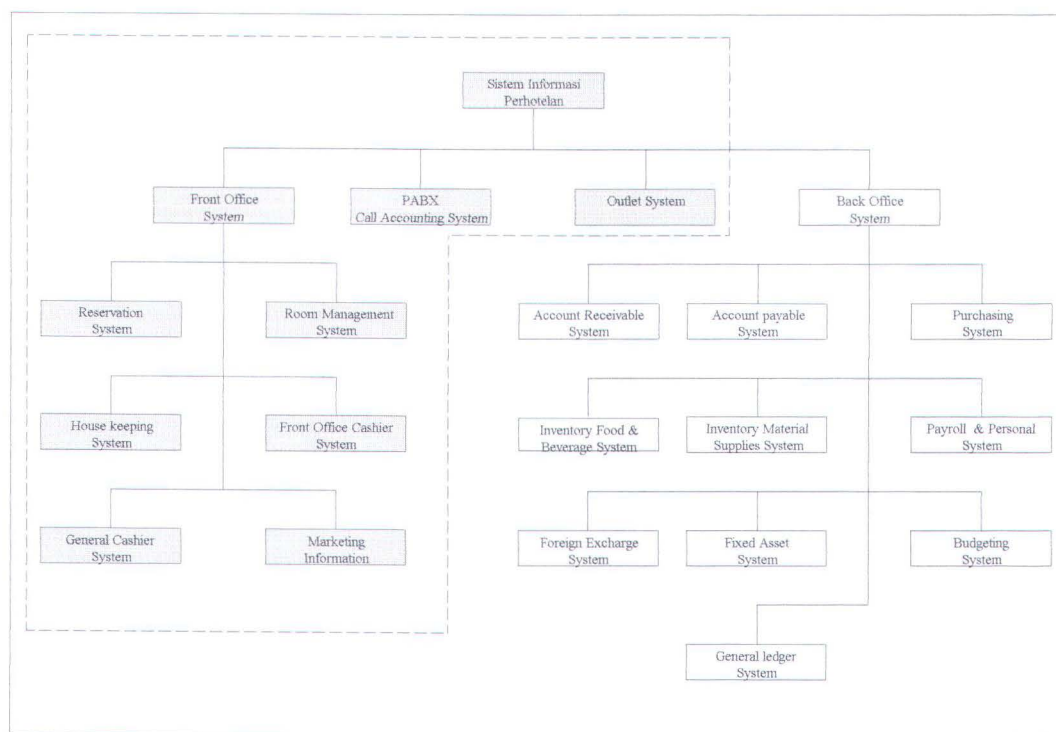 Sistem Informasi
Perhotelan
Front Office
System
PABX
Call Accounting System
Outlet System
Back Office
System
Reservation
System
Room Management
System
Account Receivable
System
Account payable
System
Purchasing
System
House keeping
System
Front Office Cashier
System
Inventory Food &
Beverage System
Inventory Material
Supplies System
Payroll & Personal
System
General Cashier
System
Marketing
Information
Foreign Excharge
System
Fixed Asset
System
Budgeting
System
General ledger
System